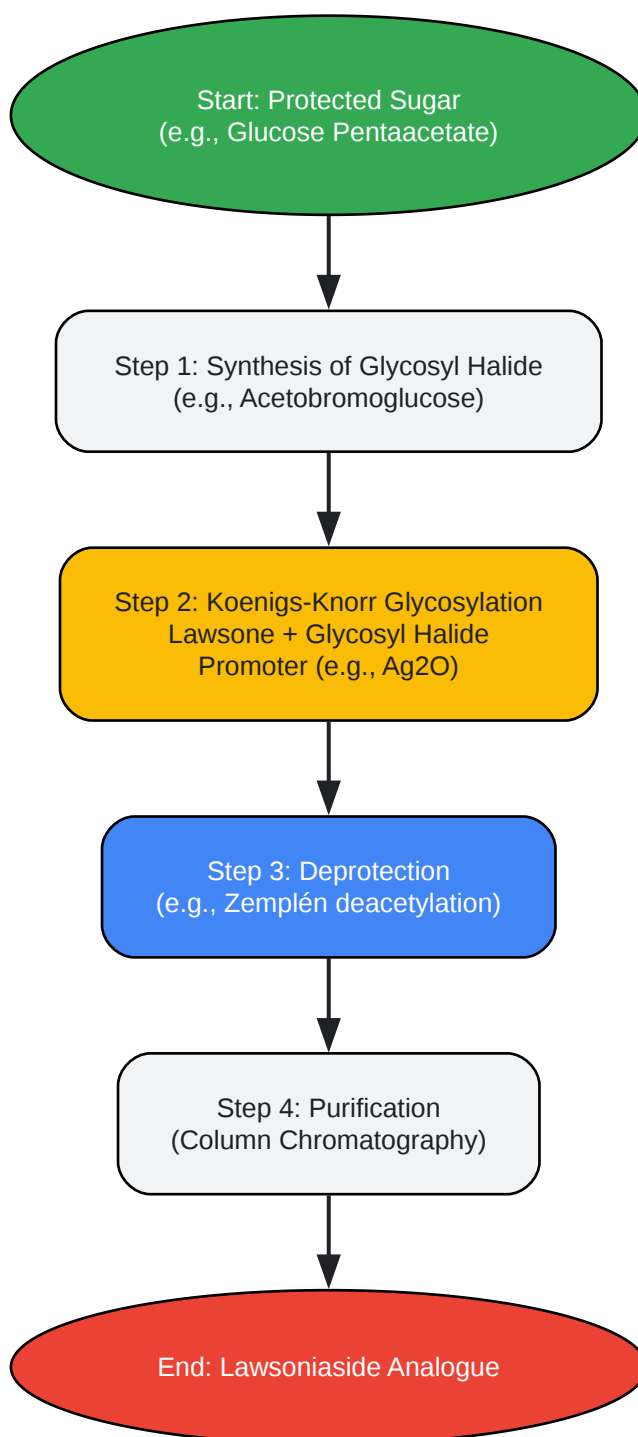 Start: Protected Sugar
(e.g., Glucose Pentaacetate)
Step 1: Synthesis of Glycosyl Halide
(e.g., Acetobromoglucose)
Step 2: Koenigs-Knorr Glycosylation
Lawsone + Glycosyl Halide
Promoter (e.g., Ag2O)
Step 3: Deprotection
(e.g., Zemplén deacetylation)
Step 4: Purification
(Column Chromatography)
End: Lawsoniaside Analogue